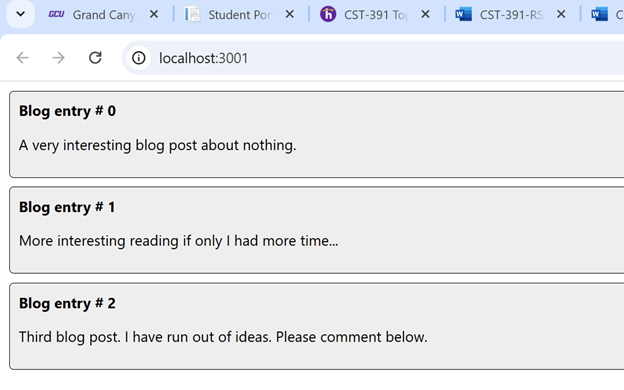 GCU Grand Cany Student Por CST-391 Top CST-391-RS C
localhost:3001
Blog entry # 0
A very interesting blog post about nothing.
Blog entry # 1
More interesting reading if only I had more time...
Blog entry # 2
Third blog post. I have run out of ideas. Please comment below.